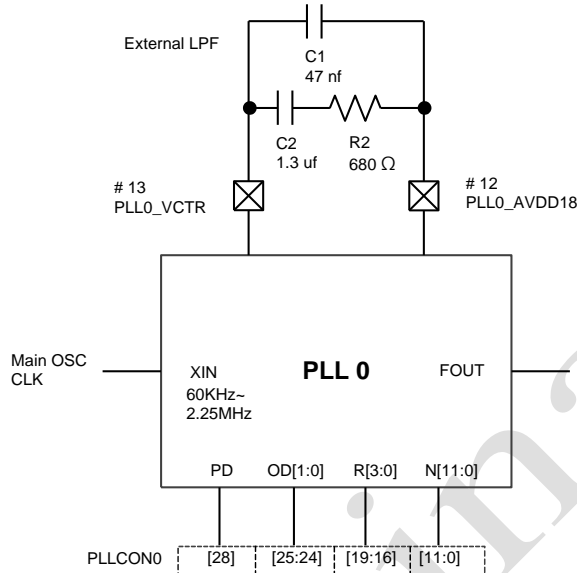 External LPF
C1
47 nf
C2
1.3 uf
R2
680 Ω
# 13
PLL0_VCTR
# 12
PLL0_AVDD18
Main OSC
CLK
XIN
60KHz~
2.25MHz
PLL 0
FOUT
PD OD[1:0] R[3:0] N[11:0]
PLLCON0 [28] [25:24] [19:16] [11:0]